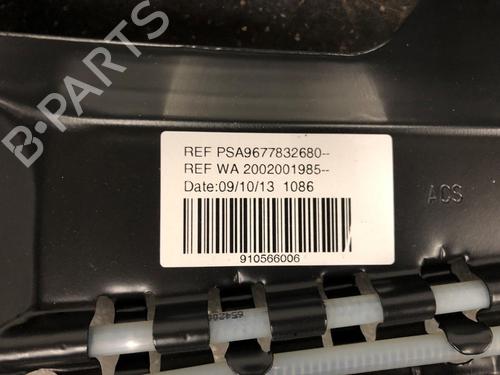 B-PARTS
REF PSA9677832680--
REF WA 2002001985--
Date:09/10/13 1086
910566006
ACS